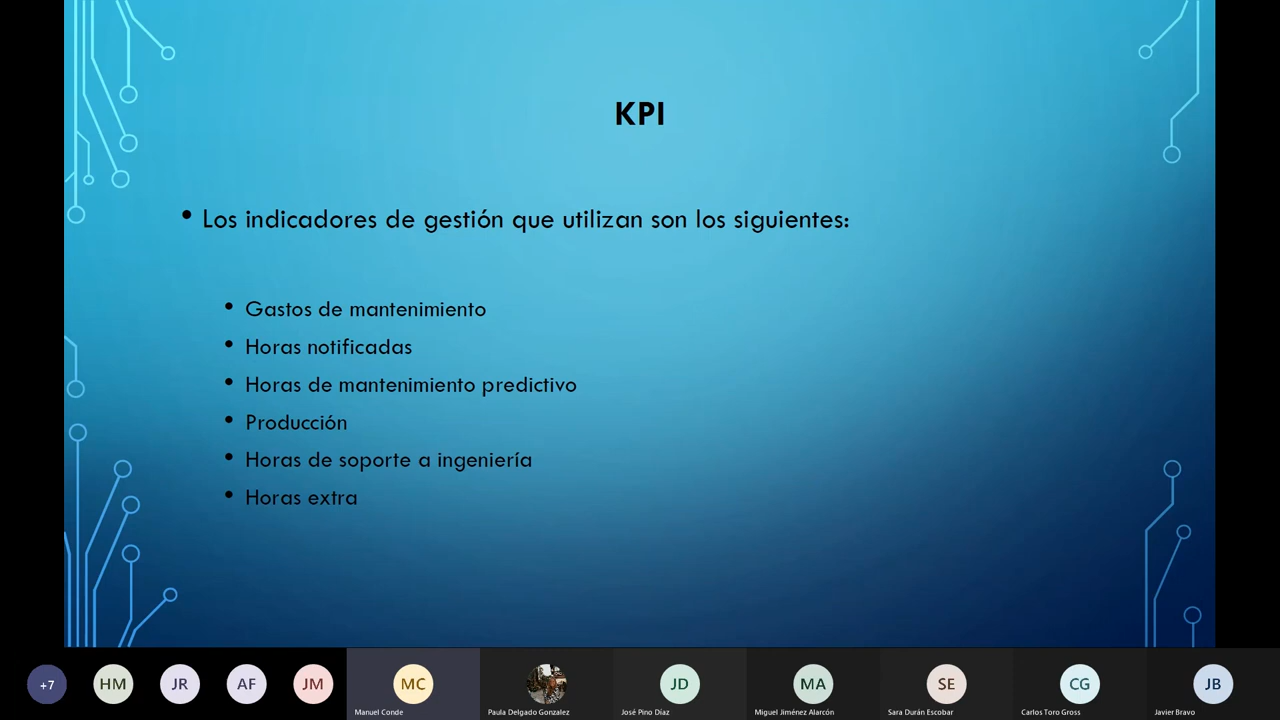 KPI
• Los indicadores de gestión que utilizan son los siguientes:
• Gastos de mantenimiento
• Horas notificadas
• Horas de mantenimiento predictivo
• Producción
• Horas de soporte a ingeniería
• Horas extra
+7
HM
JR
AF
JM
MC
JD
MA
SE
CG
JB
Manuel Conde
Paula Delgado Gonzalez
José Pino Díaz
Miguel Jiménez Alarcón
Sara Durán Escobar
Carlos Toro Gross
Javier Bravo